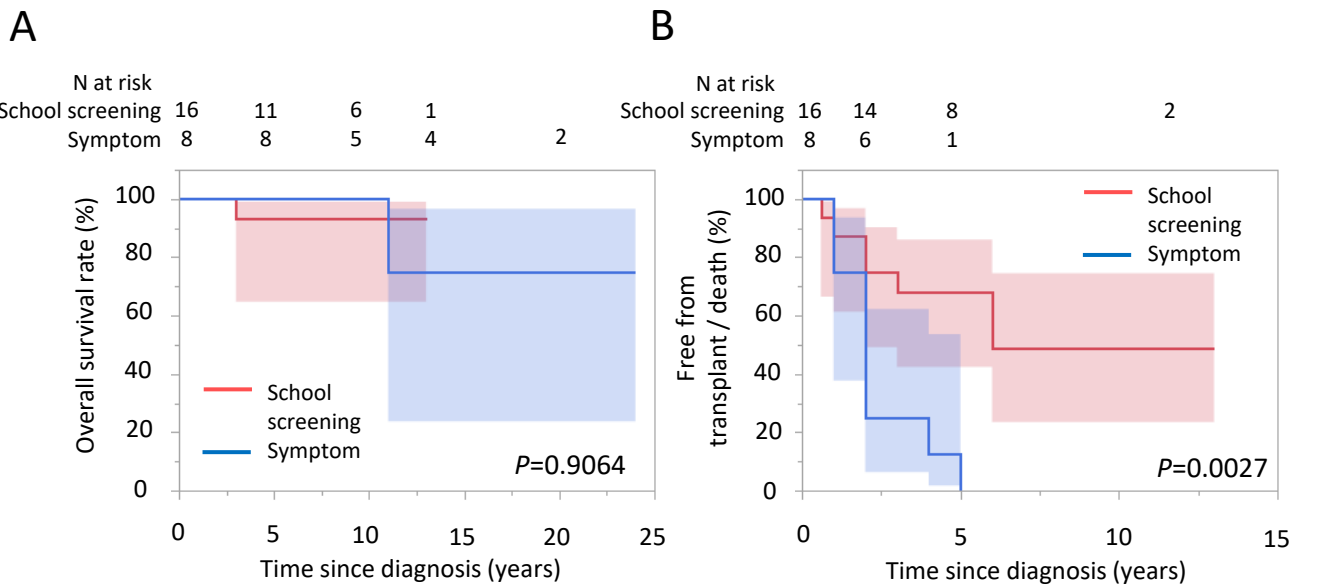 A
N at risk
School screening 16 11 6 1
Symptom 8 8 5 4 2
Overall survival rate (%)
100
80
60
40
20
0
School
screening
Symptom
P=0.9064
0 5 10 15 20 25
Time since diagnosis (years)
B
N at risk
School screening 16 14 8 2
Symptom 8 6 1
Free from
transplant / death (%)
100
80
60
40
20
0
School
screening
Symptom
P=0.0027
0 5 10 15
Time since diagnosis (years)